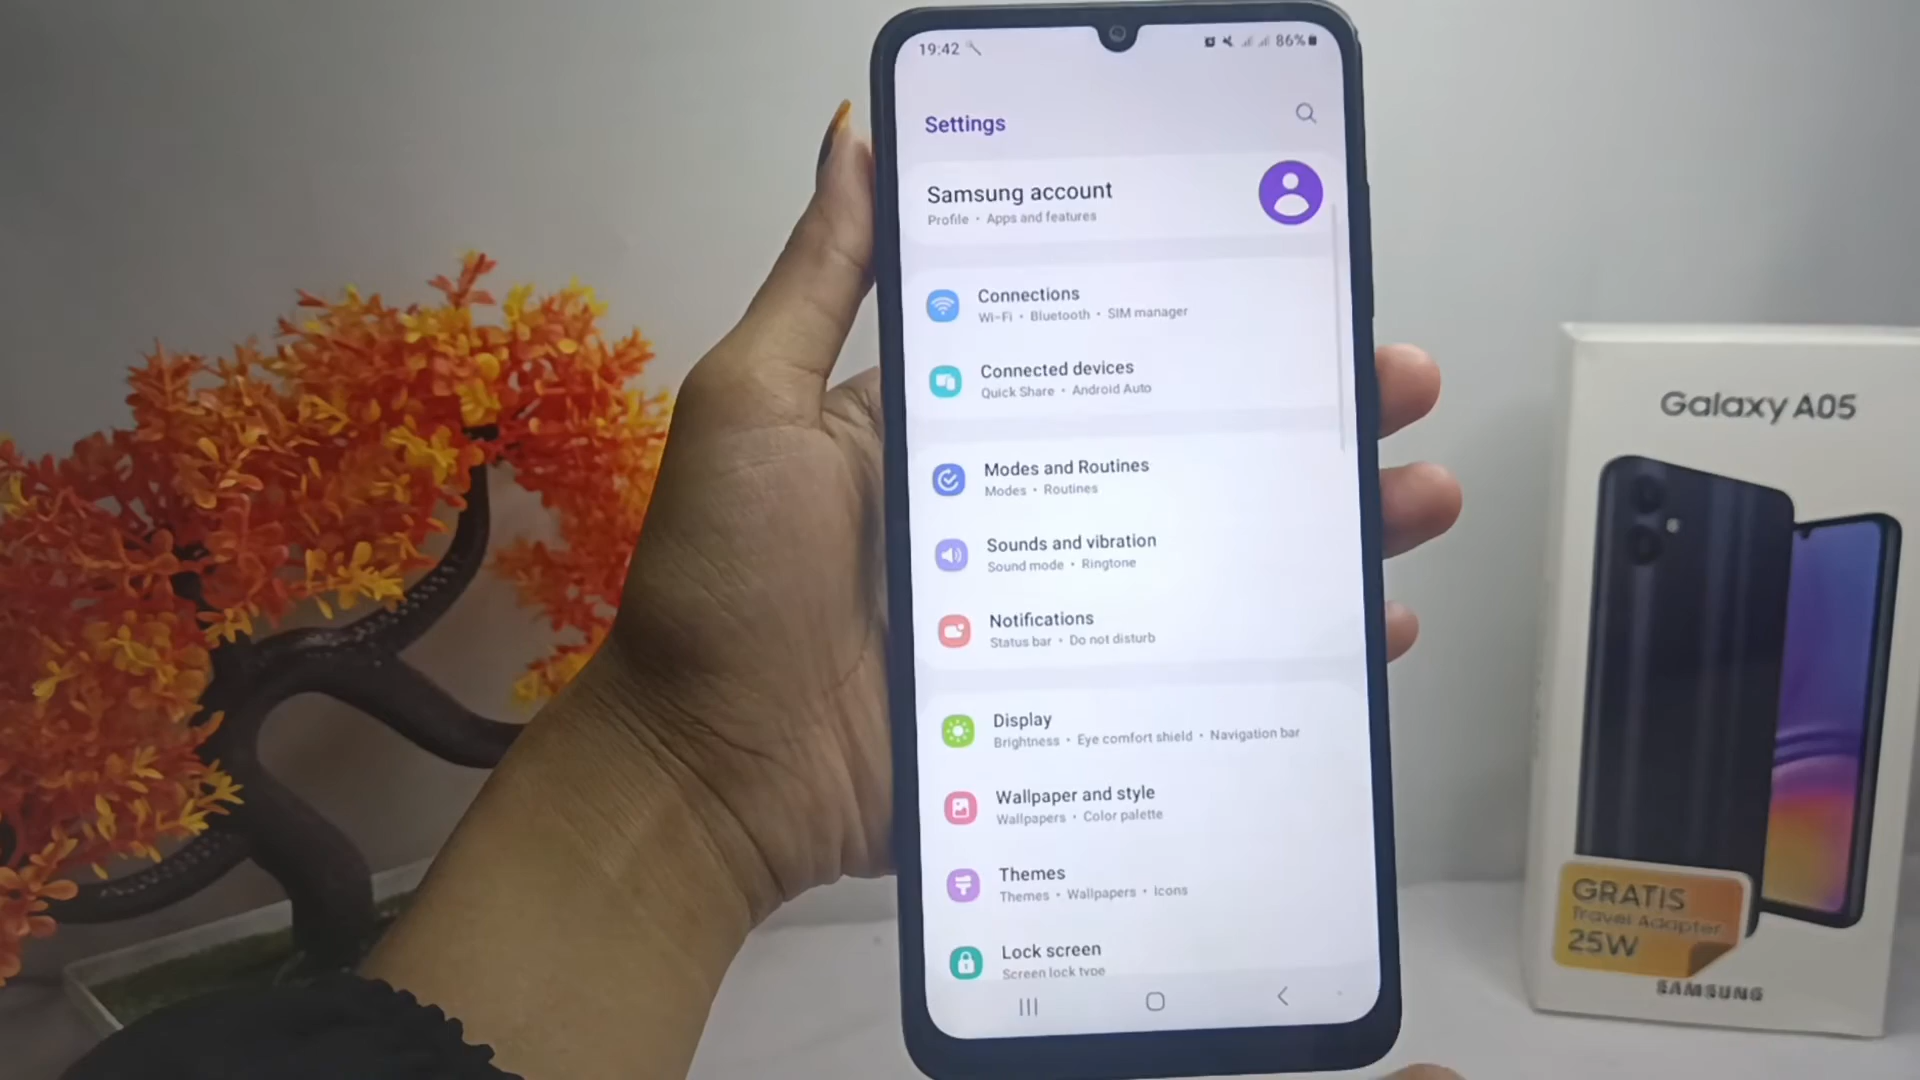 19:42
86%
Settings
Samsung account
Profile • Apps and features
Connections
Wi-Fi • Bluetooth • SIM manager
Connected devices
Quick Share • Android Auto
Modes and Routines
Modes • Routines
Sounds and vibration
Sound mode • Ringtone
Notifications
Status bar • Do not disturb
Display
Brightness • Eye comfort shield • Navigation bar
Wallpaper and style
Wallpapers • Color palette
Themes
Themes • Wallpapers • Icons
Lock screen
Screen lock type
Galaxy A05
GRATIS
Travel Adapter
25W
SAMSUNG